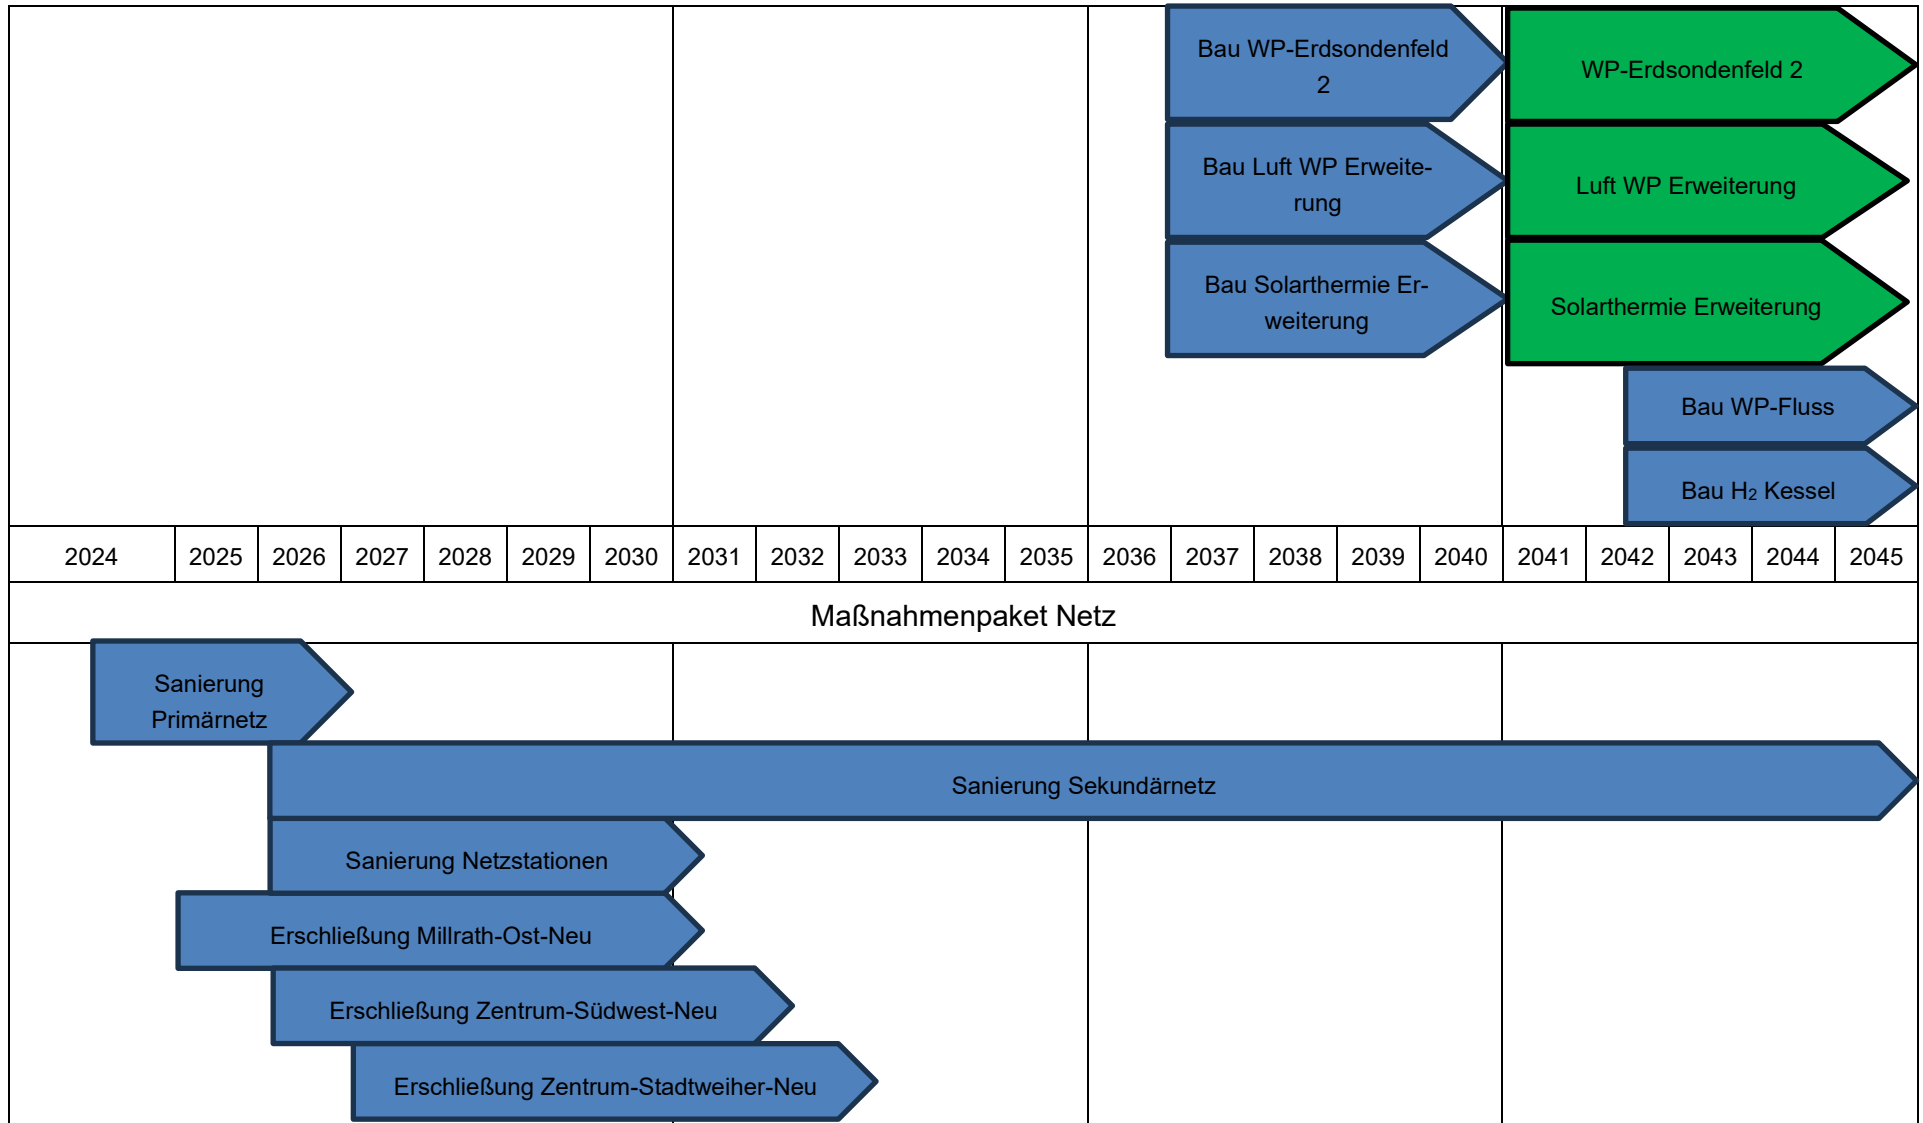 Bau WP-Erdsondenfeld
2
WP-Erdsondenfeld 2
Bau Luft WP Erweite-
rung
Luft WP Erweiterung
Bau Solarthermie Er-
weiterung
Solarthermie Erweiterung
Bau WP-Fluss
Bau H₂ Kessel
2024 2025 2026 2027 2028 2029 2030 2031 2032 2033 2034 2035 2036 2037 2038 2039 2040 2041 2042 2043 2044 2045
Maßnahmenpaket Netz
Sanierung
Primärnetz
Sanierung Sekundärnetz
Sanierung Netzstationen
Erschließung Millrath-Ost-Neu
Erschließung Zentrum-Südwest-Neu
Erschließung Zentrum-Stadtweiher-Neu